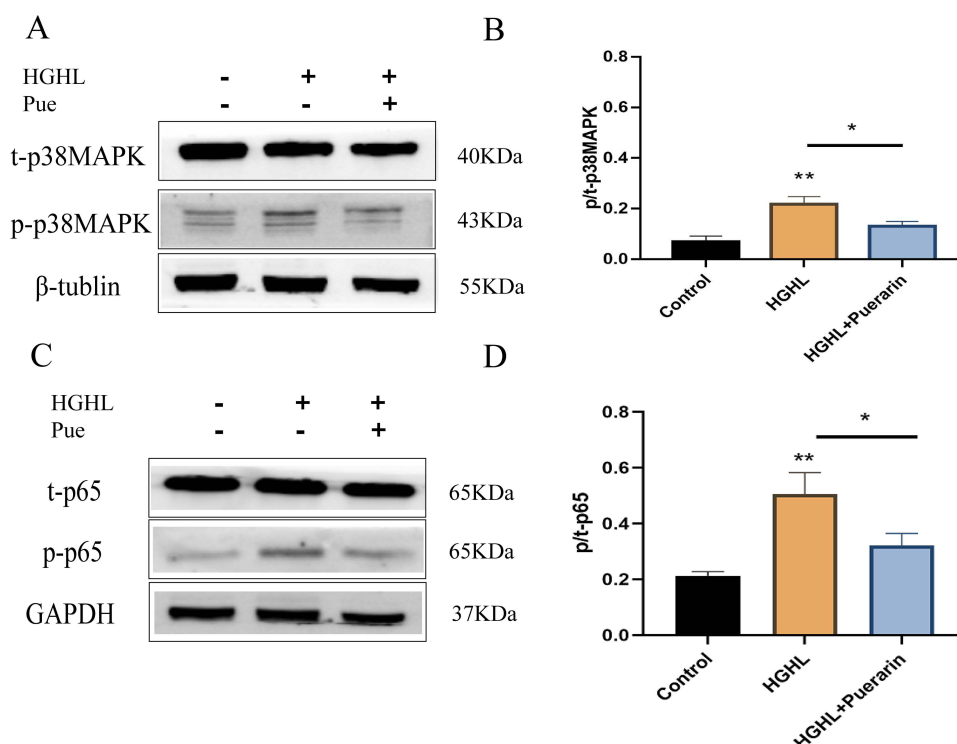 A
HGHL - + +
Pue - - +
t-p38MAPK 40KDa
p-p38MAPK 43KDa
β-tublin 55KDa
B
p/t-p38MAPK
0.8
0.6
0.4
0.2
0.0
*
**
Control
HGHL
HGHL+Puerarin
C
HGHL - + +
Pue - - +
t-p65 65KDa
p-p65 65KDa
GAPDH 37KDa
D
p/t-p65
0.8
0.6
0.4
0.2
0.0
*
**
Control
HGHL
HGHL+Puerarin